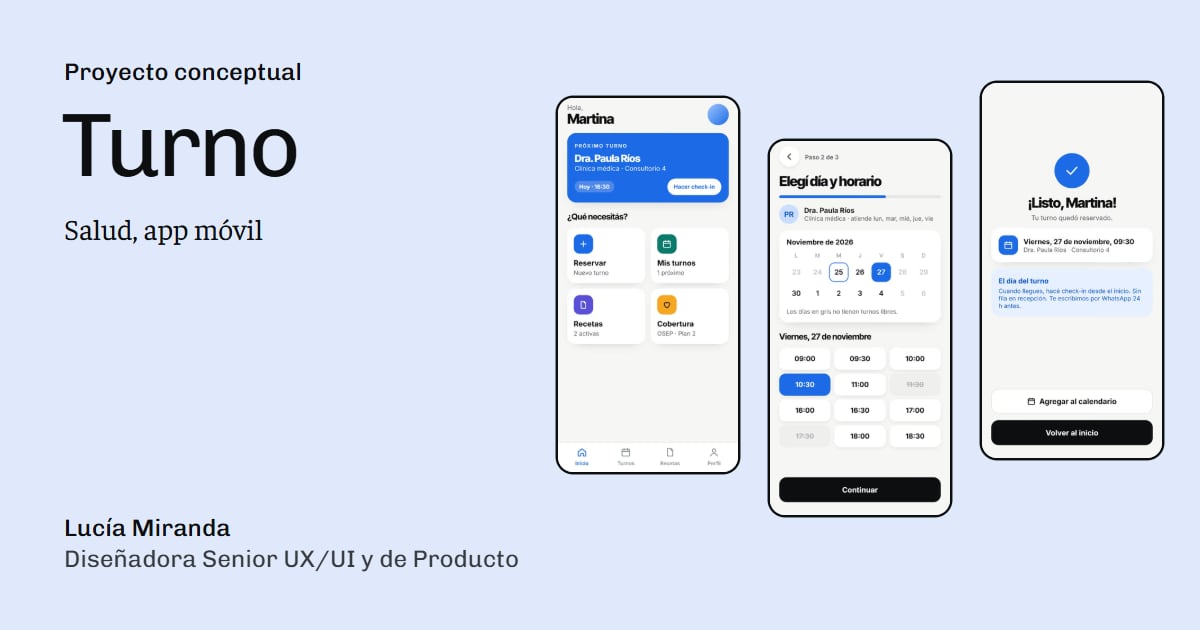 Proyecto conceptual
Turno
Salud, app móvil
Lucía Miranda
Diseñadora Senior UX/UI y de Producto
Hola,
Martina
PRÓXIMO TURNO
Dra. Paula Ríos
Clínica médica · Consultorio 4
Hoy · 16:30
Hacer check-in
¿Qué necesitás?
Reservar
Nuevo turno
Mis turnos
1 próximo
Recetas
2 activas
Cobertura
OSEP · Plan 2
Inicio
Turnos
Recetas
Perfil
Paso 2 de 3
Elegí día y horario
PR
Dra. Paula Ríos
Clínica médica · atiende lun, mar, mié, jue, vie
Noviembre de 2026
L M M J V S D
23 24 25 26 27 28 29
30 1 2 3 4 5 6
Los días en gris no tienen turnos libres.
Viernes, 27 de noviembre
09:00 09:30 10:00
10:30 11:00 11:30
16:00 16:30 17:00
17:30 18:00 18:30
Continuar
¡Listo, Martina!
Tu turno quedó reservado.
Viernes, 27 de noviembre, 09:30
Dra. Paula Ríos · Consultorio 4
El día del turno
Cuando llegues, hacé check-in desde el inicio. Sin
fila en recepción. Te escribimos por WhatsApp 24
h antes.
Agregar al calendario
Volver al inicio